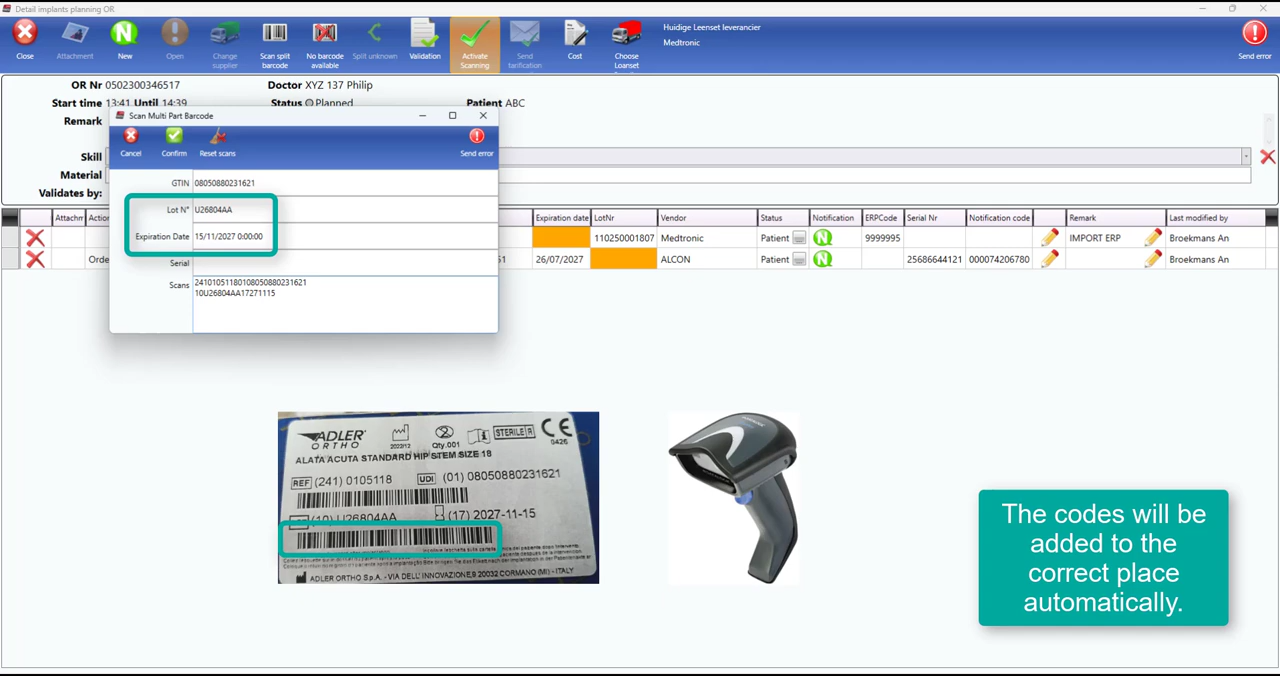 Detail implants planning OR
Close
Attachment
New
Open
Change supplier
Scan split barcode
No barcode available
Split unknown
Validation
Activate Scanning
Send tarification
Cost
Choose Loanset
Huidige Leenset leverancier
Medtronic
Send error
OR Nr 0502300346517 Doctor XYZ 137 Philip
Start time 13:41 Until 14:39 Status Planned Patient ABC
Remark
Skill
Material
Validates by:
Scan Multi Part Barcode
Cancel Confirm Reset scans Send error
GTIN 08050880231621
Lot N° U26804AA
Expiration Date 15/11/2027 0:00:00
Serial
Scans 24101051180108050880231621
10U26804AA17271115
Attachm Action Expiration date LotNr Vendor Status Notification ERPCode Serial Nr Notification code Remark Last modified by
110250001807 Medtronic Patient N 9999995 IMPORT ERP Broekmans An
Orde 51 26/07/2027 ALCON Patient N 25686644121 000074206780 Broekmans An
ADLER
ORTHO
2022/12
Qty.001
STERILE R
CE
0426
ALATA ACUTA STANDARD HIP STEM SIZE 18
REF (241) 0105118 UDI (01) 08050880231621
(10) U26804AA (17) 2027-11-15
ADLER ORTHO S.p.A. - VIA DELL'INNOVAZIONE,9 20032 CORMANO (MI) - ITALY
The codes will be
added to the
correct place
automatically.